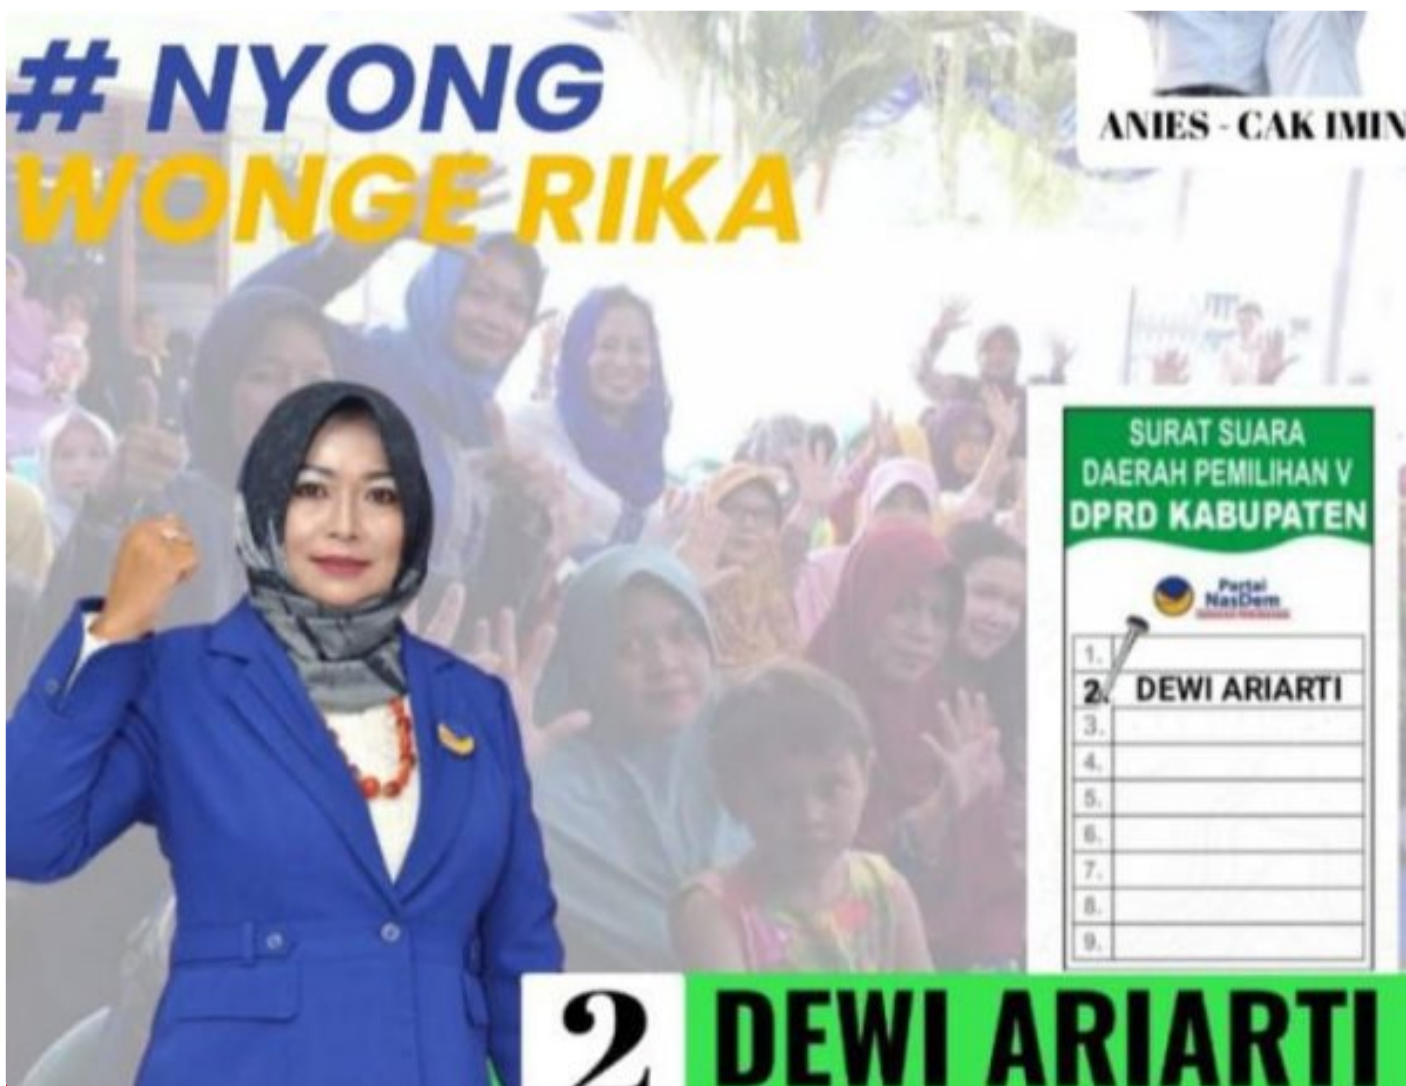 # NYONG
WONGE RIKA
ANIES - CAK IMIN
SURAT SUARA
DAERAH PEMILIHAN V
DPRD KABUPATEN
Partai
NasDem
1.
2. DEWI ARIARTI
3.
4.
5.
6.
7.
8.
9.
2 DEWI ARIARTI